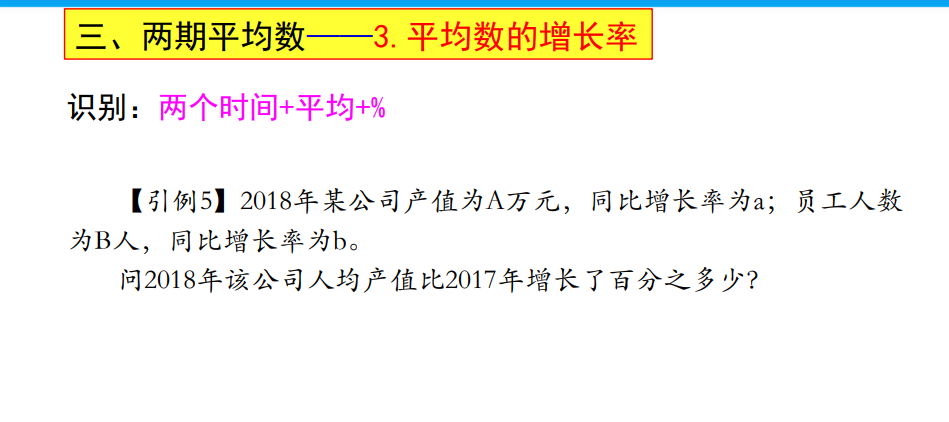 三、两期平均数——3.平均数的增长率
识别：两个时间+平均+%
【引例5】2018年某公司产值为A万元，同比增长率为a；员工人数
为B人，同比增长率为b。
问2018年该公司人均产值比2017年增长了百分之多少？